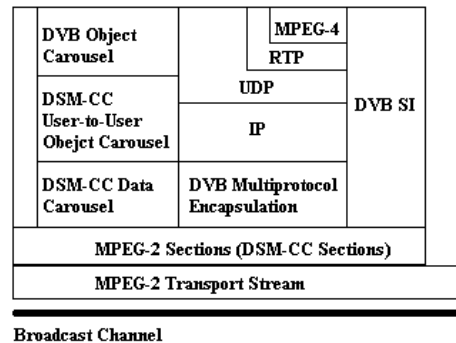 DVB Object
Carousel
MPEG-4
RTP
UDP
DSM-CC
User-to-User
Obejct Carousel
IP
DVB SI
DSM-CC Data
Carousel
DVB Multiprotocol
Encapsulation
MPEG-2 Sections (DSM-CC Sections)
MPEG-2 Transport Stream
Broadcast Channel